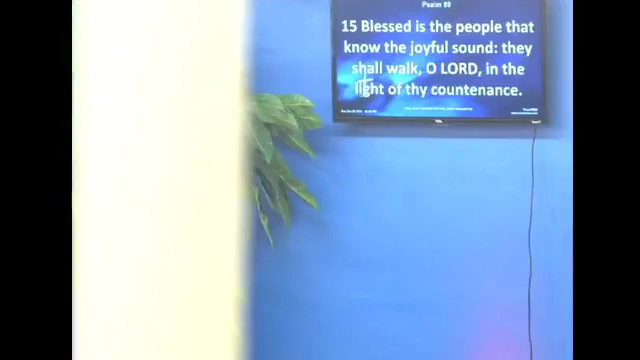 Psalm 89
15 Blessed is the people that
know the joyful sound: they
shall walk, O LORD, in the
light of thy countenance.